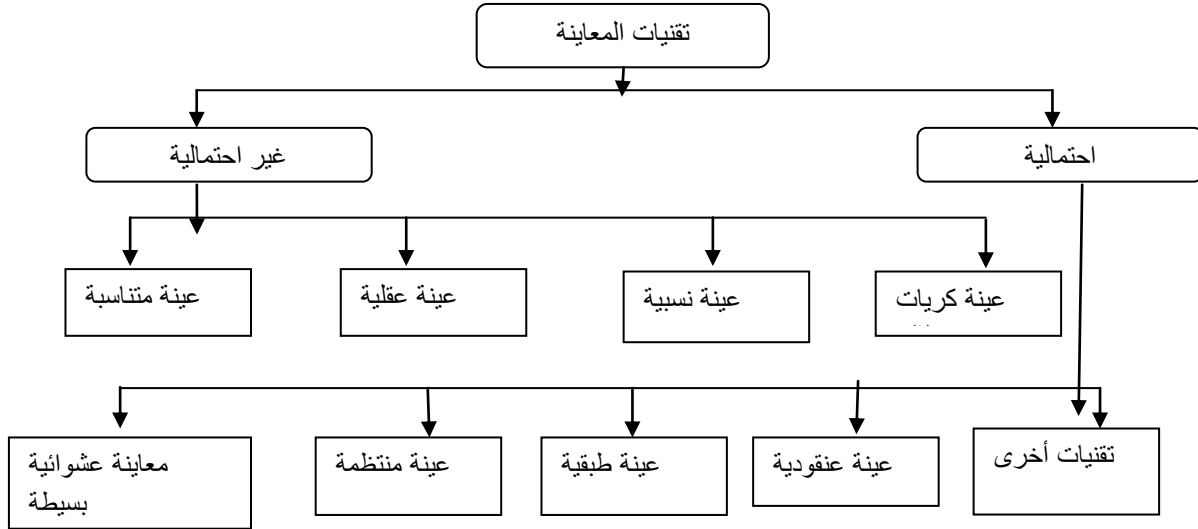 تقنيات المعاينة
احتمالية
غير احتمالية
عينة كريات
عينة نسبية
عينة عقلية
عينة متناسبة
تقنيات أخرى
عينة عنقودية
عينة طبقية
عينة منتظمة
معاينة عشوائية
بسيطة